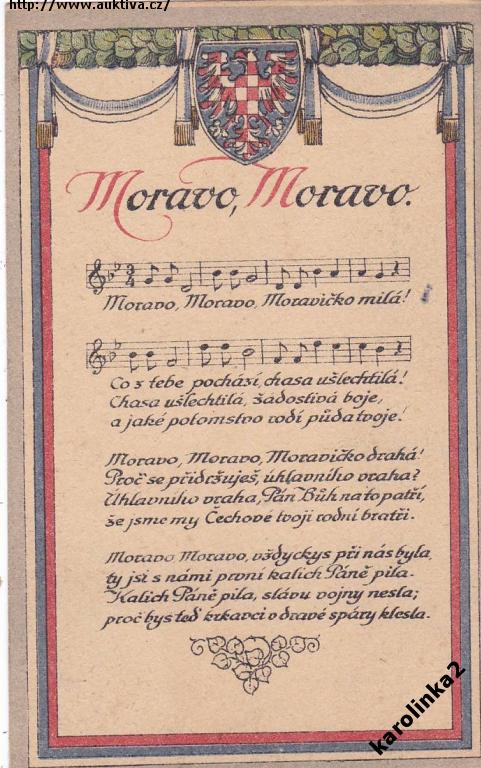 http://www.auktiva.cz/
Moravo, Moravo.
3
4
Moravo, Moravo, Moravičko milá!
Co z tebe pochází, chasa ušlechtilá!
Chasa ušlechtilá, žádostivá boje,
a jaké potomstvo rodí půda tvoje!
Moravo, Moravo, Moravičko drahá!
Proč se přidržuješ, úhlavního vraha?
Úhlavního vraha, Pán Bůh na to patří,
že jsme my Čechové tvoji rodní bratři.
Moravo Moravo, vždyckys při nás byla,
ty jsi s námi první kalich Páně pila.
Kalich Páně pila, slávu vojny nesla;
proč bys teď krkavci v dravé spáry klesla.
karolinka2